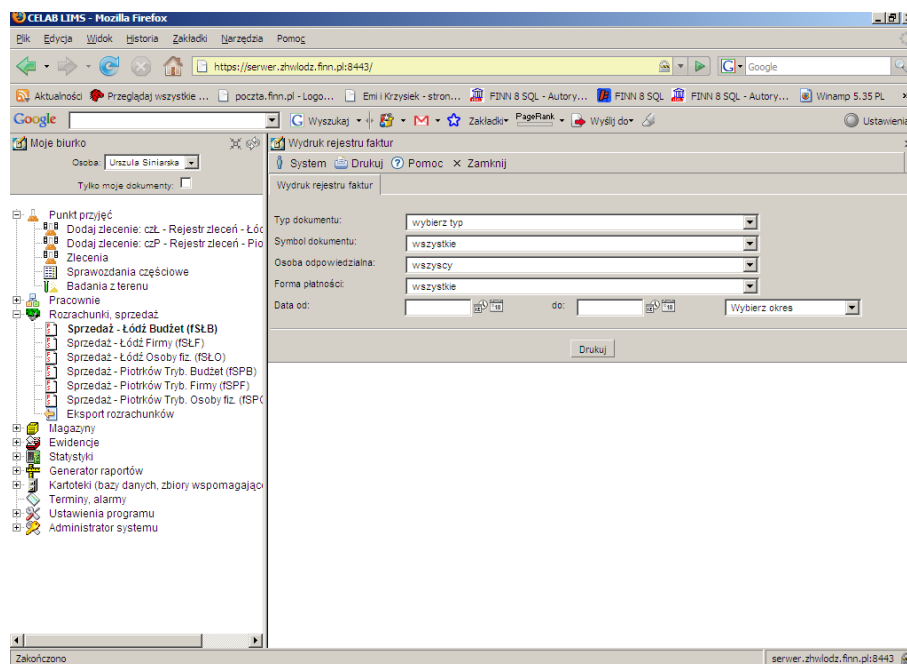 CELAB LIMS - Mozilla Firefox
Plik Edycja Widok Historia Zakładki Narzędzia Pomoc
https://serwer.zhwlodz.finn.pl:8443/
Google
Aktualności Przeglądaj wszystkie ... poczta.finn.pl - Logo... Emi i Krzysiek - stron... FINN 8 SQL - Autory... FINN 8 SQL FINN 8 SQL - Autory... Winamp 5.35 PL
Google Wyszukaj Zakładki PageRank Wyślij do Ustawienia
Moje biurko
Osoba: Urszula Siniarska
Tylko moje dokumenty:
Punkt przyjęć
Dodaj zlecenie: czŁ - Rejestr zleceń - Łódź
Dodaj zlecenie: czP - Rejestr zleceń - Pio
Zlecenia
Sprawozdania częściowe
Badania z terenu
Pracownie
Rozrachunki, sprzedaż
Sprzedaż - Łódź Budżet (fSŁB)
Sprzedaż - Łódź Firmy (fSŁF)
Sprzedaż - Łódź Osoby fiz. (fSŁO)
Sprzedaż - Piotrków Tryb. Budżet (fSPB)
Sprzedaż - Piotrków Tryb. Firmy (fSPF)
Sprzedaż - Piotrków Tryb. Osoby fiz. (fSPO
Eksport rozrachunków
Magazyny
Ewidencje
Statystyki
Generator raportów
Kartoteki (bazy danych, zbiory wspomagające
Terminy, alarmy
Ustawienia programu
Administrator systemu
Wydruk rejestru faktur
System Drukuj Pomoc Zamknij
Wydruk rejestru faktur
Typ dokumentu: wybierz typ
Symbol dokumentu: wszystkie
Osoba odpowiedzialna: wszyscy
Forma płatności: wszystkie
Data od: do: Wybierz okres
Drukuj
Zakończono serwer.zhwlodz.finn.pl:8443